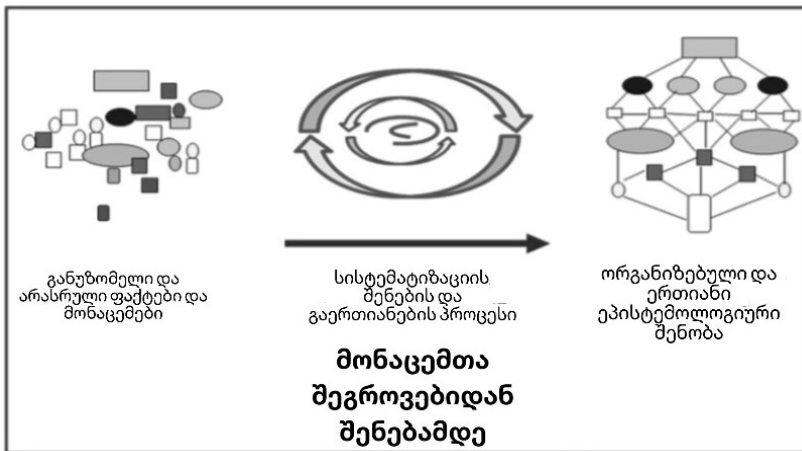 განუზომელი და
არასრული ფაქტები და
მონაცემები
სისტემატიზაციის
შენების და
გაერთიანების პროცესი
ორგანიზებული და
ერთიანი
ეპისტემოლოგიური
შენობა
მონაცემთა
შეგროვებიდან
შენებამდე